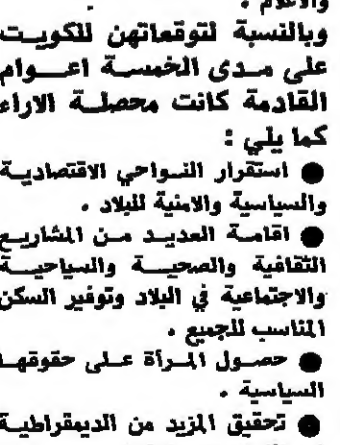 والاعلام .
وبالنسبة لتوقعاتهن للكويت
على مدى الخمسة اعوام
القادمة كانت محصلة الاراء
كما يلي :
● استقرار النواحي الاقتصادية
والسياسية والامنية للبلاد .
● اقامة العديد من المشاريع
الثقافية والصحية والسياحية
والاجتماعية في البلاد وتوفير السكن
المناسب للجميع .
● حصول المرأة على حقوقها
السياسية .
● تحقيق المزيد من الديمقراطية